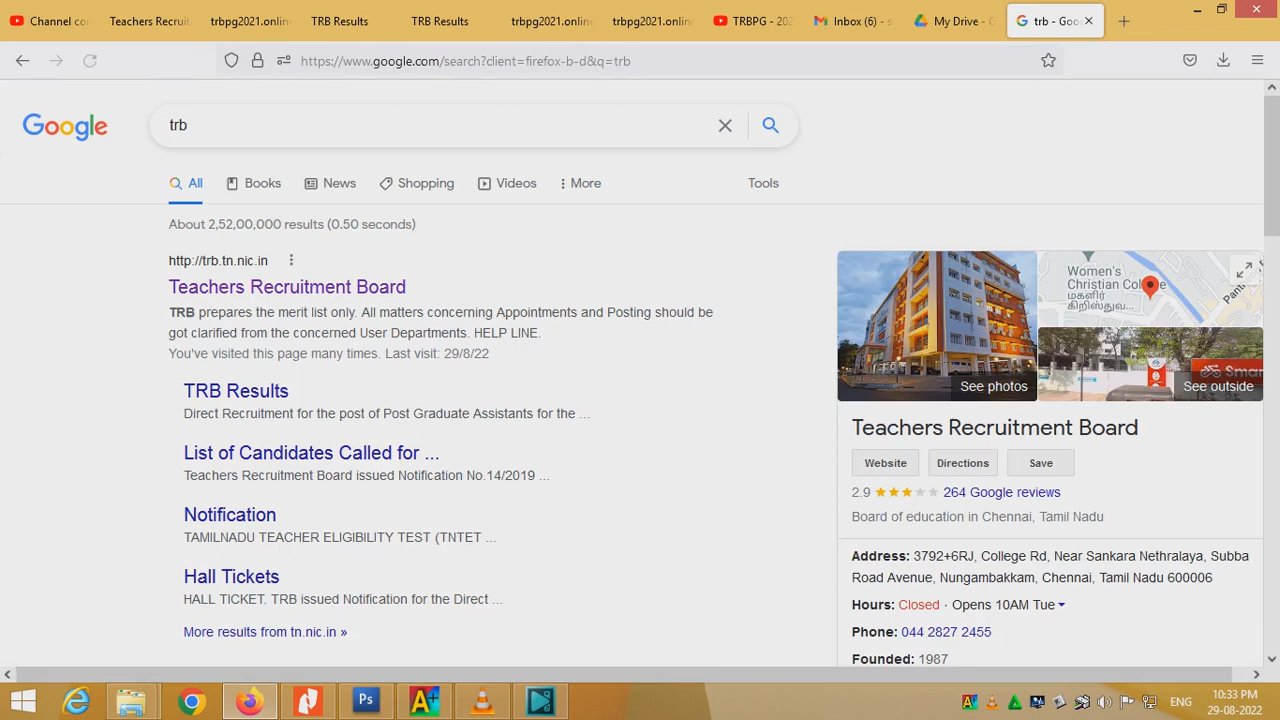 Channel co
Teachers Recruit
trbpg2021.online
TRB Results
TRB Results
trbpg2021.online
trbpg2021.online
TRBPG - 202
Inbox (6) - s
My Drive - G
trb - Goo
https://www.google.com/search?client=firefox-b-d&q=trb
Google
trb
All
Books
News
Shopping
Videos
More
Tools
About 2,52,00,000 results (0.50 seconds)
http://trb.tn.nic.in
Teachers Recruitment Board
TRB prepares the merit list only. All matters concerning Appointments and Posting should be
got clarified from the concerned User Departments. HELP LINE.
You've visited this page many times. Last visit: 29/8/22
TRB Results
Direct Recruitment for the post of Post Graduate Assistants for the ...
List of Candidates Called for ...
Teachers Recruitment Board issued Notification No.14/2019 ...
Notification
TAMILNADU TEACHER ELIGIBILITY TEST (TNTET ...
Hall Tickets
HALL TICKET. TRB issued Notification for the Direct ...
More results from tn.nic.in »
Women's
Christian College
மகளிர்
கிறிஸ்துவ...
Pant
See photos
Smar
See outside
Teachers Recruitment Board
Website
Directions
Save
2.9
264 Google reviews
Board of education in Chennai, Tamil Nadu
Address: 3792+6RJ, College Rd, Near Sankara Nethralaya, Subba
Road Avenue, Nungambakkam, Chennai, Tamil Nadu 600006
Hours: Closed · Opens 10AM Tue
Phone: 044 2827 2455
Founded: 1987
Ps
A+
ENG
10:33 PM
29-08-2022